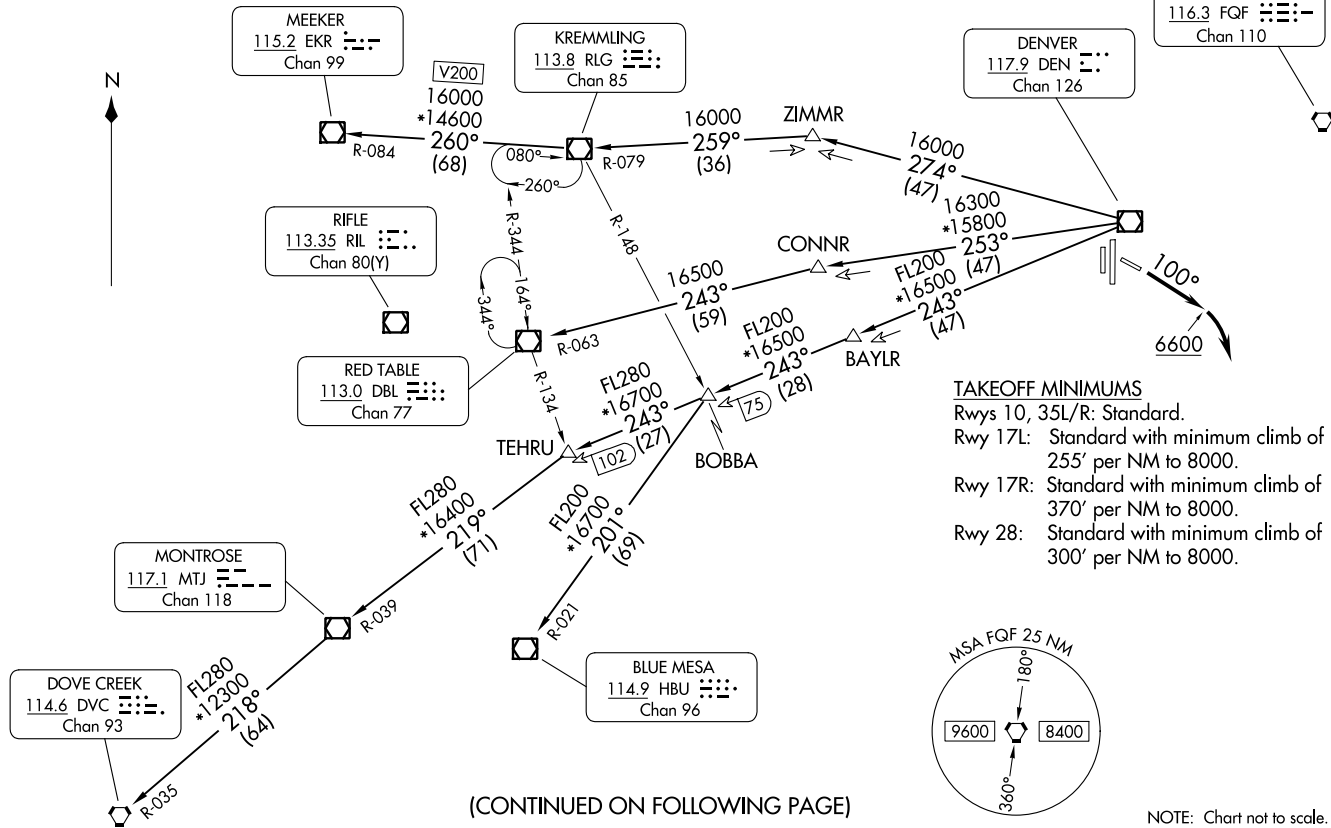 MEEKER
115.2 EKR
Chan 99
KREMMLING
113.8 RLG
Chan 85
DENVER
117.9 DEN
Chan 126
116.3 FQF
Chan 110
N
V200
16000
*14600
260°
(68)
R-084
080°
260°
R-079
16000
259°
(36)
ZIMMR
16000
274°
(47)
16300
*15800
253°
(47)
CONNR
FL200
*16500
243°
(47)
BAYLR
100°
6600
RIFLE
113.35 RIL
Chan 80(Y)
R-344
164°
344°
R-148
16500
243°
(59)
R-063
RED TABLE
113.0 DBL
Chan 77
R-134
FL200
*16500
243°
(28)
75
BOBBA
FL280
*16700
243°
(27)
102
TEHRU
FL280
*16400
219°
(71)
FL200
*16700
201°
(69)
TAKEOFF MINIMUMS
Rwys 10, 35L/R: Standard.
Rwy 17L: Standard with minimum climb of
255' per NM to 8000.
Rwy 17R: Standard with minimum climb of
370' per NM to 8000.
Rwy 28: Standard with minimum climb of
300' per NM to 8000.
MONTROSE
117.1 MTJ
Chan 118
R-039
R-021
BLUE MESA
114.9 HBU
Chan 96
DOVE CREEK
114.6 DVC
Chan 93
FL280
*12300
218°
(64)
R-035
MSA FQF 25 NM
180°
9600
8400
360°
(CONTINUED ON FOLLOWING PAGE)
NOTE: Chart not to scale.